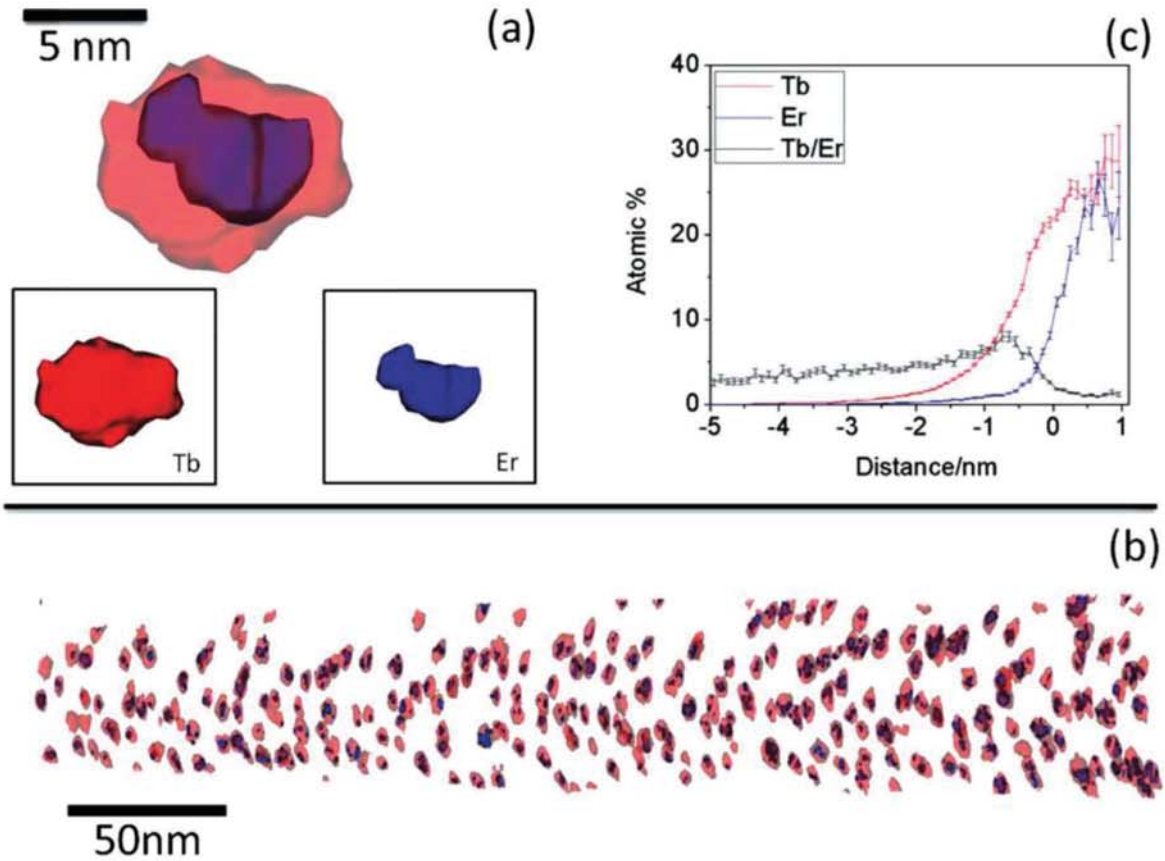 5 nm
(a)
Tb
Er
(c)
Tb
Er
Tb/Er
Atomic %
40
30
20
10
0
-5 -4 -3 -2 -1 0 1
Distance/nm
(b)
50nm